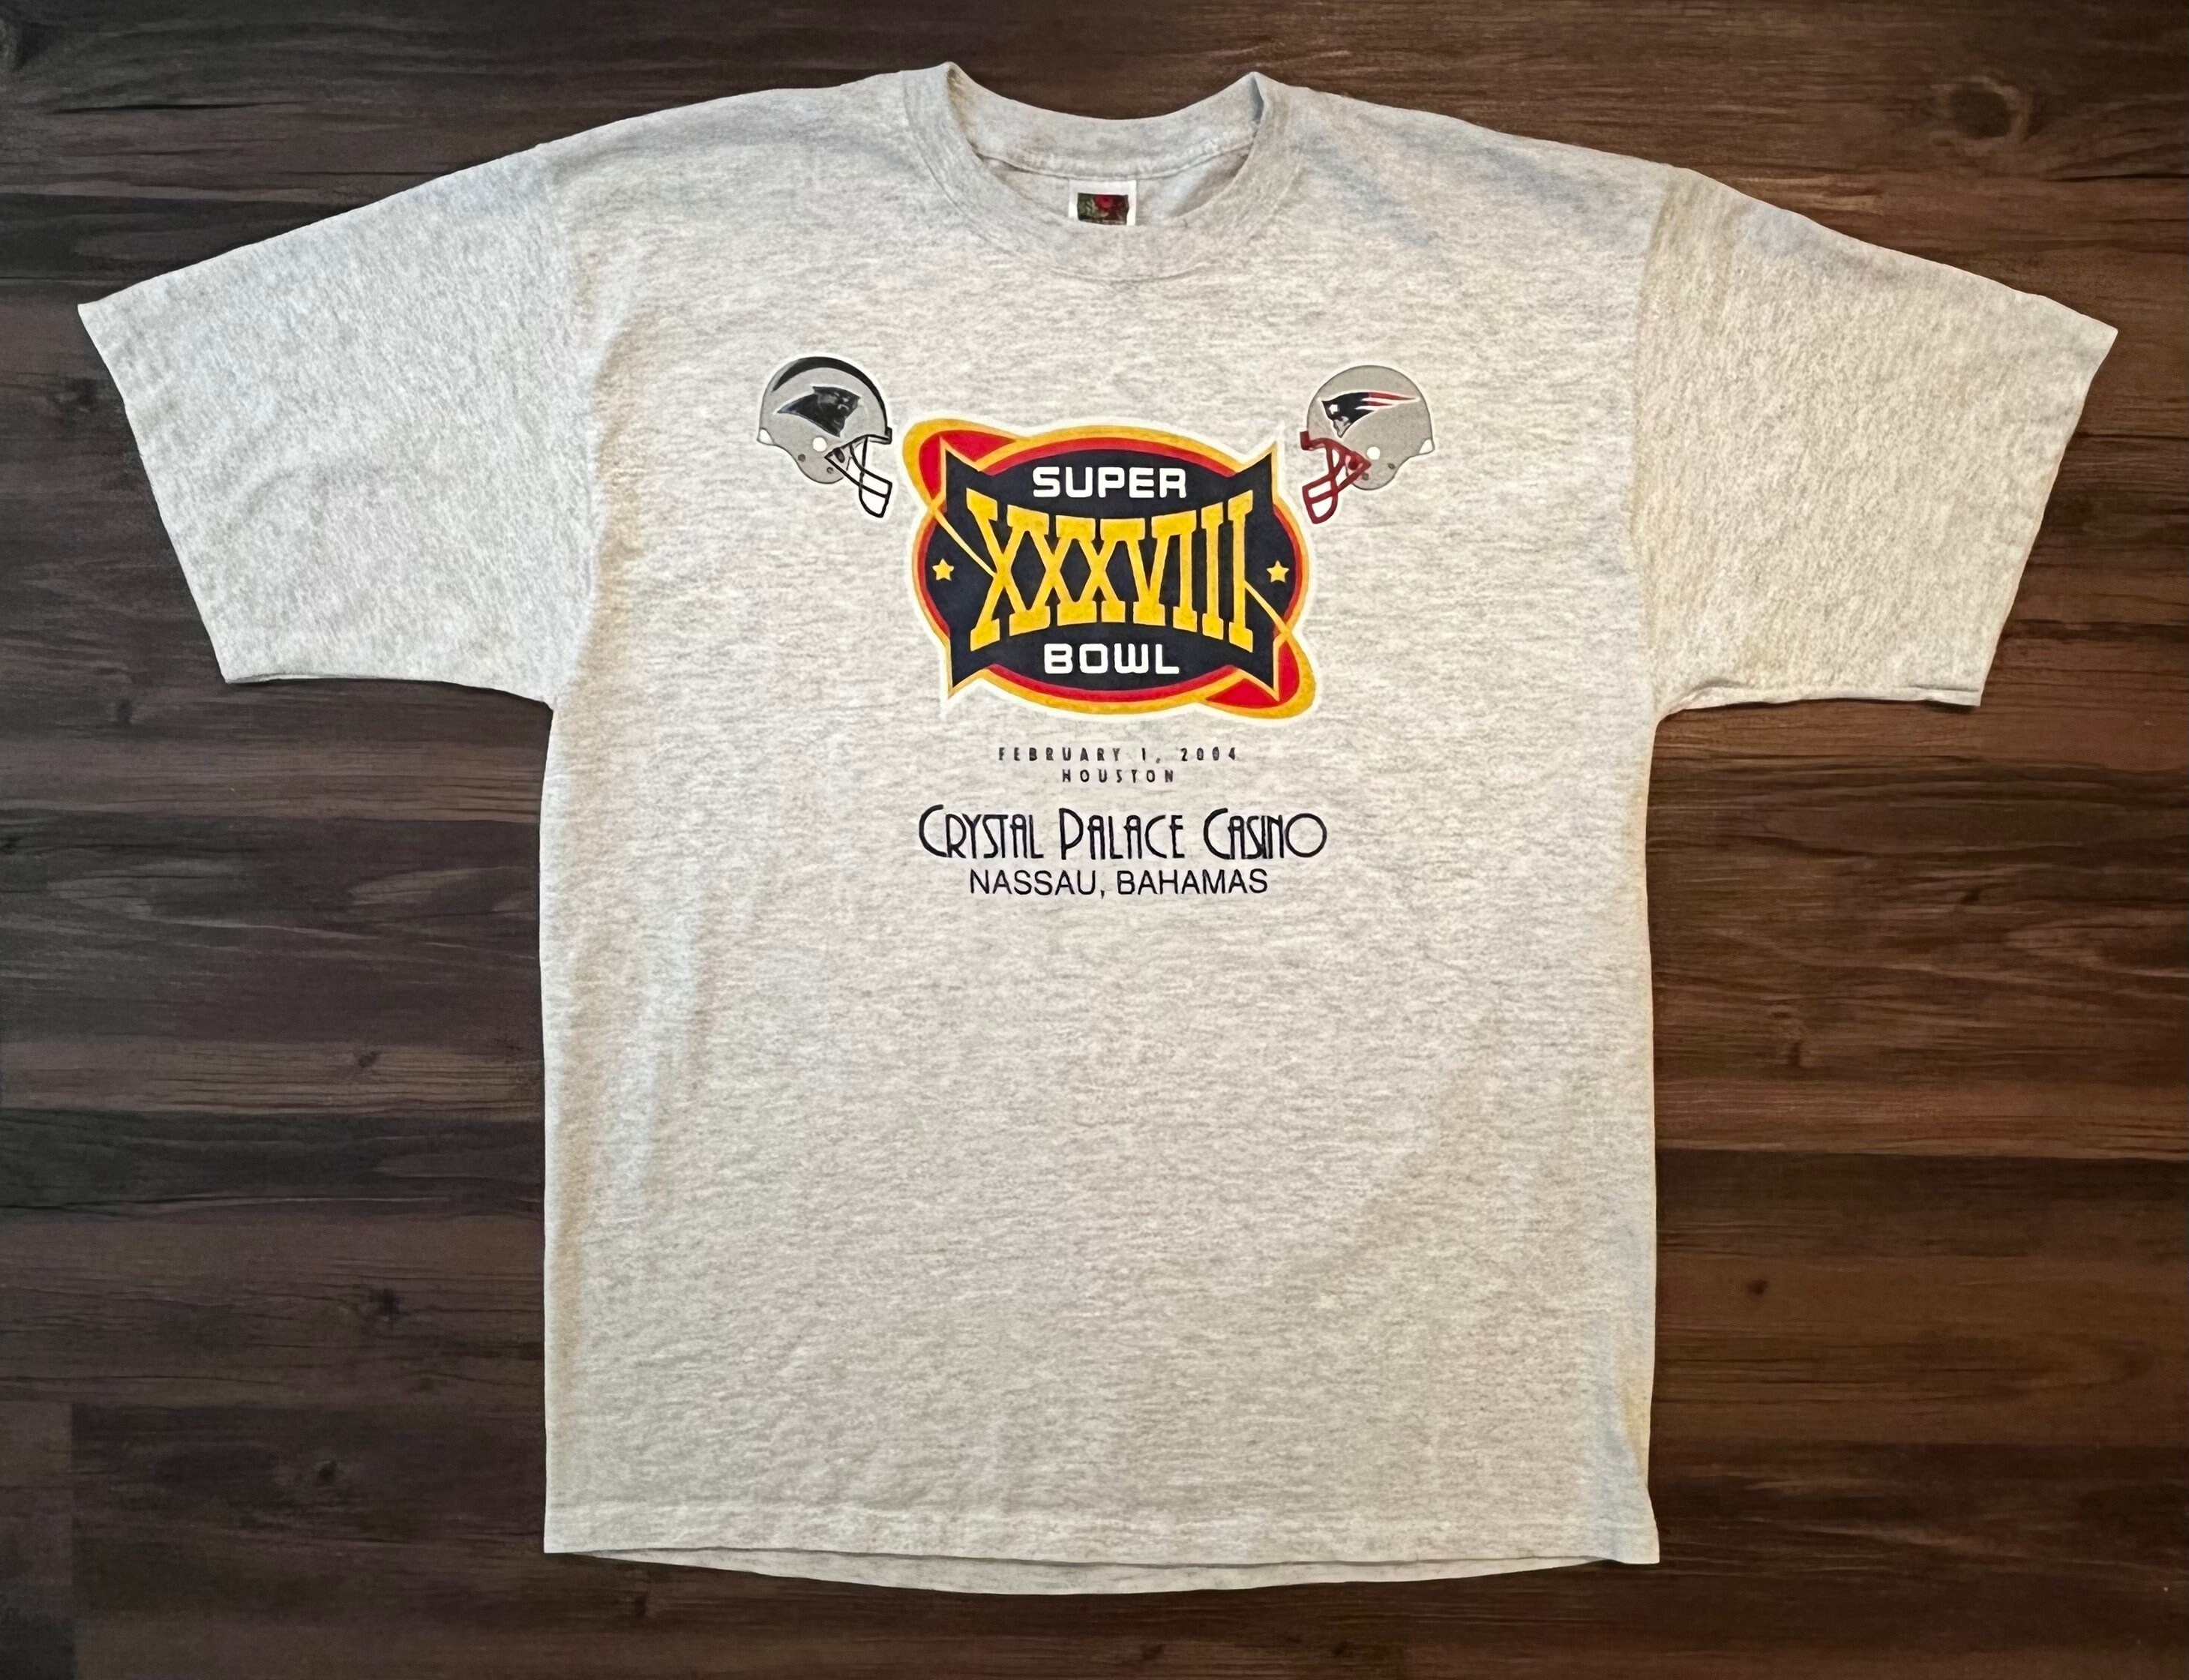 SUPER
XXXVIII
BOWL
FEBRUARY 1, 2004
HOUSTON
CRYSTAL PALACE CASINO
NASSAU, BAHAMAS